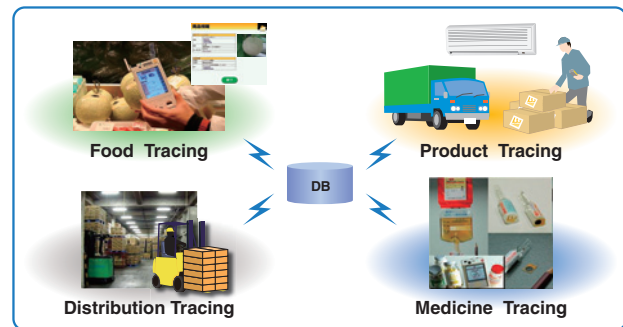 Food Tracing
Product Tracing
DB
Distribution Tracing
Medicine Tracing